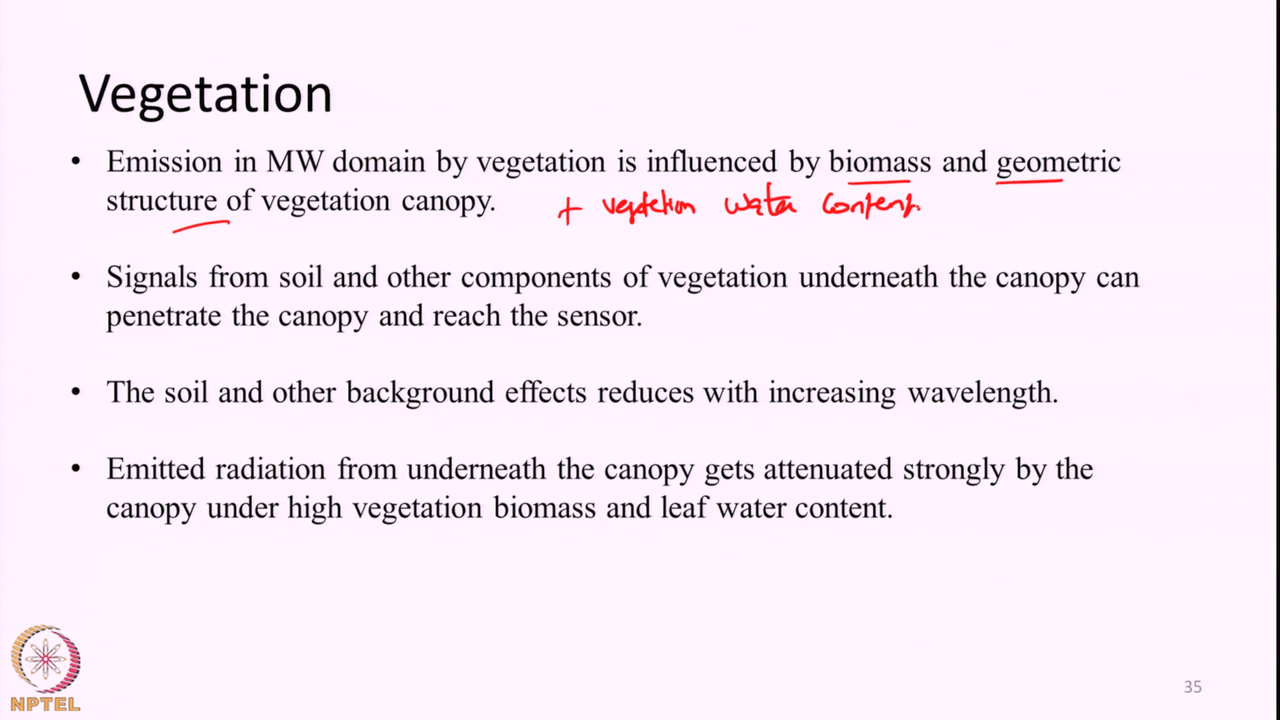 Vegetation
• Emission in MW domain by vegetation is influenced by biomass and geometric
structure of vegetation canopy. + vegetation water content.
• Signals from soil and other components of vegetation underneath the canopy can
penetrate the canopy and reach the sensor.
• The soil and other background effects reduces with increasing wavelength.
• Emitted radiation from underneath the canopy gets attenuated strongly by the
canopy under high vegetation biomass and leaf water content.
NPTEL
35